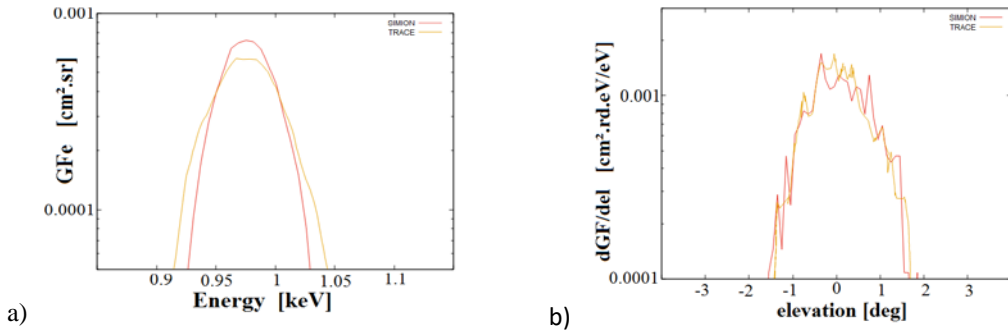 0.001
SIMION
TRACE
GFe [cm².sr]
0.0001
0.9
0.95
1
1.05
1.1
Energy [keV]
a)
SIMION
TRACE
dGF/del [cm².rd.eV/eV]
0.001
0.0001
-3
-2
-1
0
1
2
3
elevation [deg]
b)